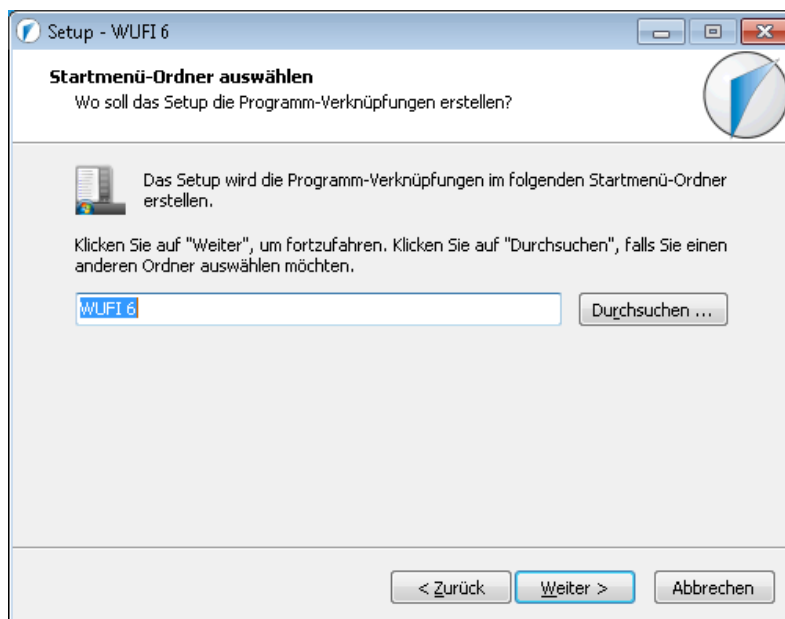 Setup - WUFI 6
Startmenü-Ordner auswählen
Wo soll das Setup die Programm-Verknüpfungen erstellen?
Das Setup wird die Programm-Verknüpfungen im folgenden Startmenü-Ordner
erstellen.
Klicken Sie auf "Weiter", um fortzufahren. Klicken Sie auf "Durchsuchen", falls Sie einen
anderen Ordner auswählen möchten.
WUFI 6
Durchsuchen ...
< Zurück
Weiter >
Abbrechen